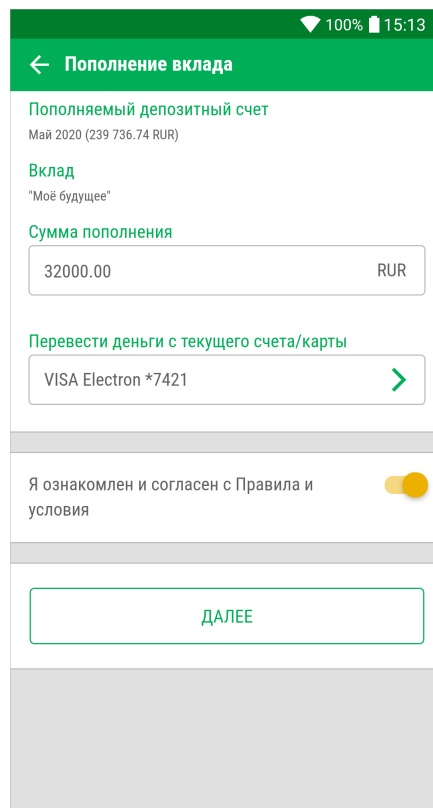 100% 15:13
Пополнение вклада
Пополняемый депозитный счет
Май 2020 (239 736.74 RUR)
Вклад
"Моё будущее"
Сумма пополнения
32000.00 RUR
Перевести деньги с текущего счета/карты
VISA Electron *7421
Я ознакомлен и согласен с Правила и
условия
ДАЛЕЕ